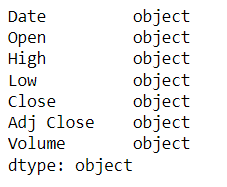 Date         object
Open         object
High         object
Low          object
Close        object
Adj Close    object
Volume       object
dtype: object